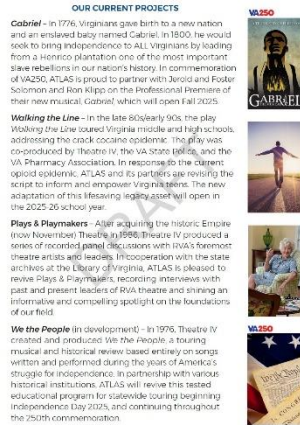 OUR CURRENT PROJECTS
Gabriel – In 1776, Virginians gave birth to a new nation
and an enslaved baby named Gabriel. In 1800, he would
seek to bring independence to ALL Virginians by leading
from a Henrico plantation one of the most important
slave rebellions in our nation's history. In commemoration
of VA250, ATLAS is proud to partner with Jerold and Foster
Solomon and Ron Klipp on the Professional Premiere of
their new musical, Gabriel, which will open Fall 2025.
Walking the Line – In the late 80s/early 90s, the play
Walking the Line toured Virginia middle and high schools,
addressing the crack cocaine epidemic. The play was
co-produced by Theatre IV, the VA State Police, and the
VA Pharmacy Association. In response to the current
opioid epidemic, ATLAS and its partners are revising the
script to inform and empower Virginia teens. The new
adaptation of this lifesaving legacy asset will open in
the 2025-26 school year.
Plays & Playmakers – After acquiring the historic Empire
(now November) Theatre in 1986, Theatre IV produced a
series of recorded panel discussions with RVA's foremost
theatre artists and leaders. In cooperation with the state
archives at the Library of Virginia, ATLAS is pleased to
revive Plays & Playmakers, recording interviews with
past and present leaders of RVA theatre and shining an
informative and compelling spotlight on the foundations
of our field.
We the People (in development) – In 1976, Theatre IV
created and produced We the People, a touring
musical and historical review based entirely on songs
written and performed during the years of America's
struggle for independence. In partnership with various
historical institutions, ATLAS will revive this tested
educational program for statewide touring beginning
Independence Day 2025, and continuing throughout
the 250th commemoration.
DRAFT
VA250
GABRIEL
VA250